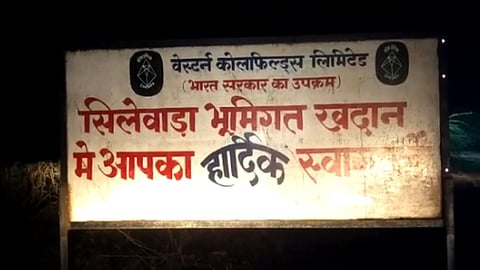 वेस्टर्न कोलफिल्ड्स लिमिटेड
(भारत सरकार का उपक्रम)
सिलेवाड़ा भूमिगत खदान
मे आपका हार्दिक